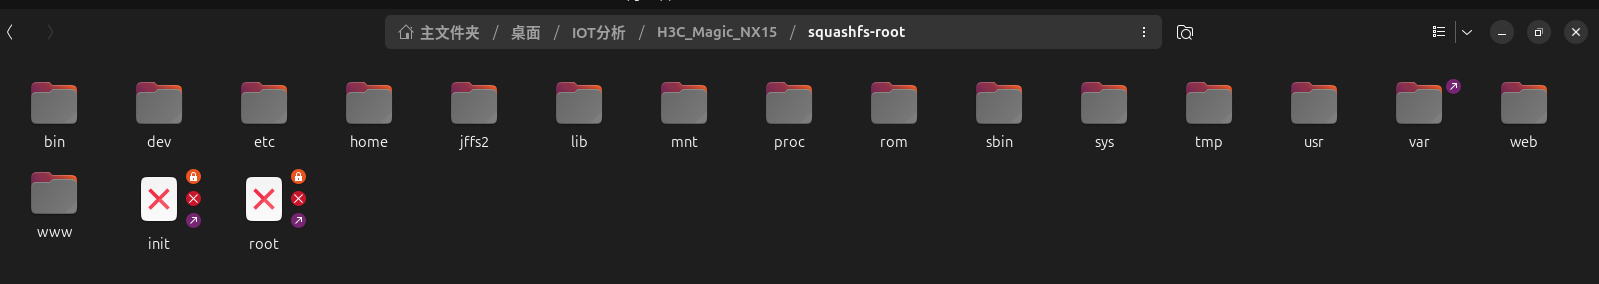 主文件夹 / 桌面 / IOT分析 / H3C_Magic_NX15 / squashfs-root
bin dev etc home jffs2 lib mnt proc rom sbin sys tmp usr var web
www init root